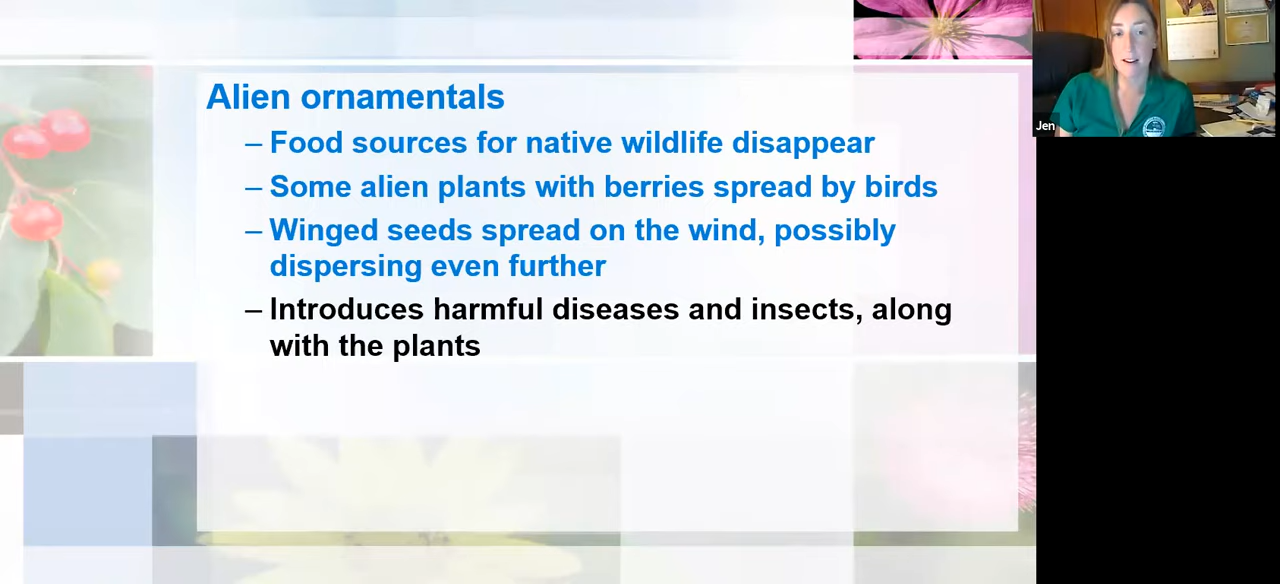 Alien ornamentals
– Food sources for native wildlife disappear
– Some alien plants with berries spread by birds
– Winged seeds spread on the wind, possibly
dispersing even further
– Introduces harmful diseases and insects, along
with the plants
Jen